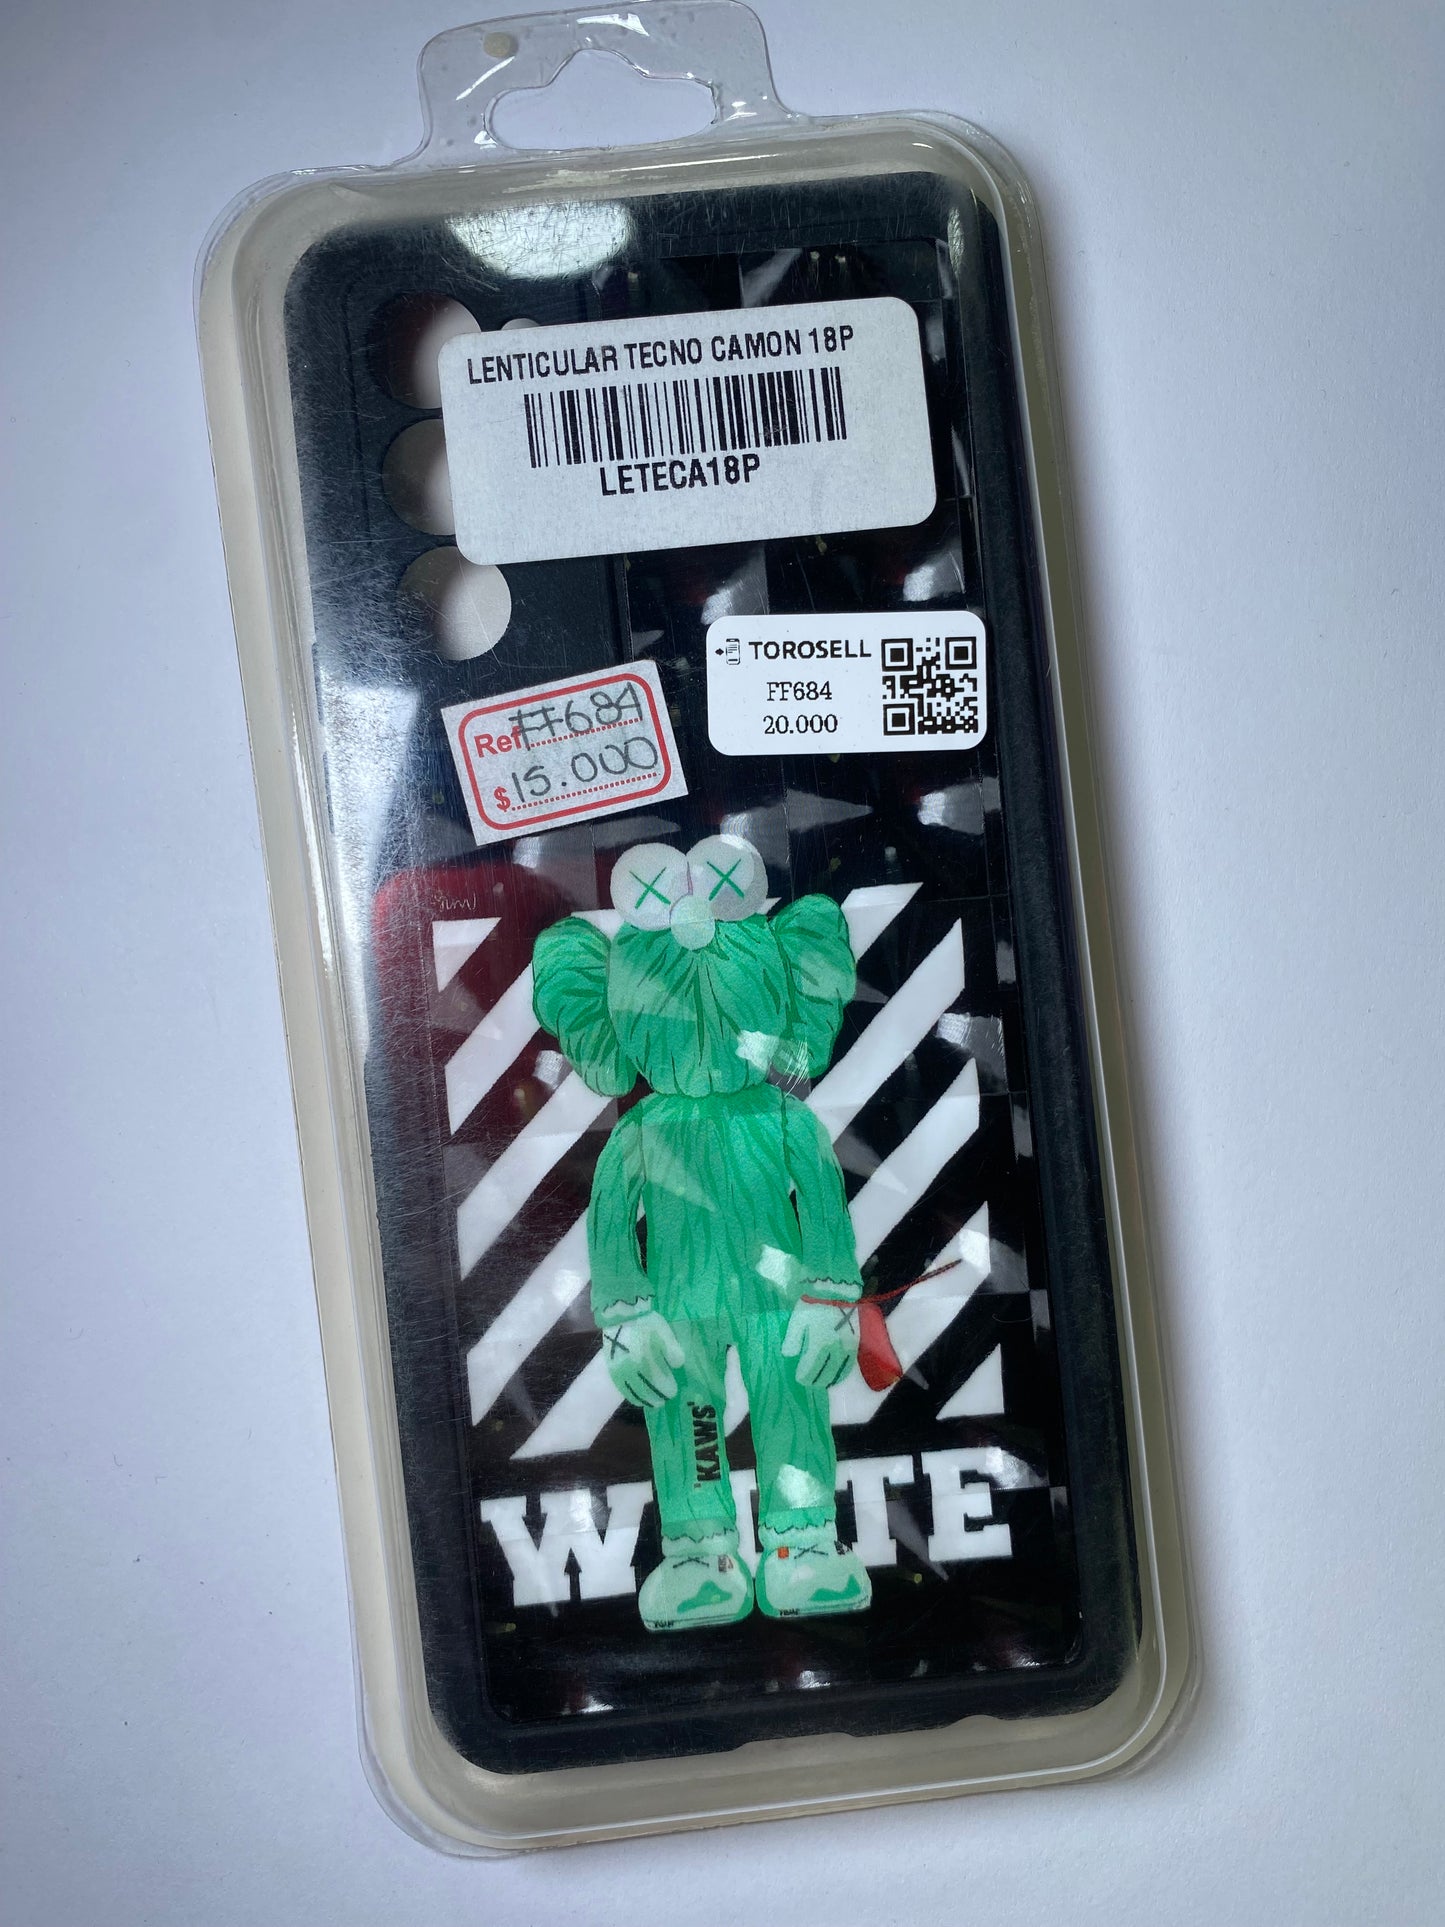 LENTICULAR TECNO CAMON 18P
LETECA18P
TOROSELL
FF684
20.000
Ref FF684
$ 15.000
'KAWS'
WHITE